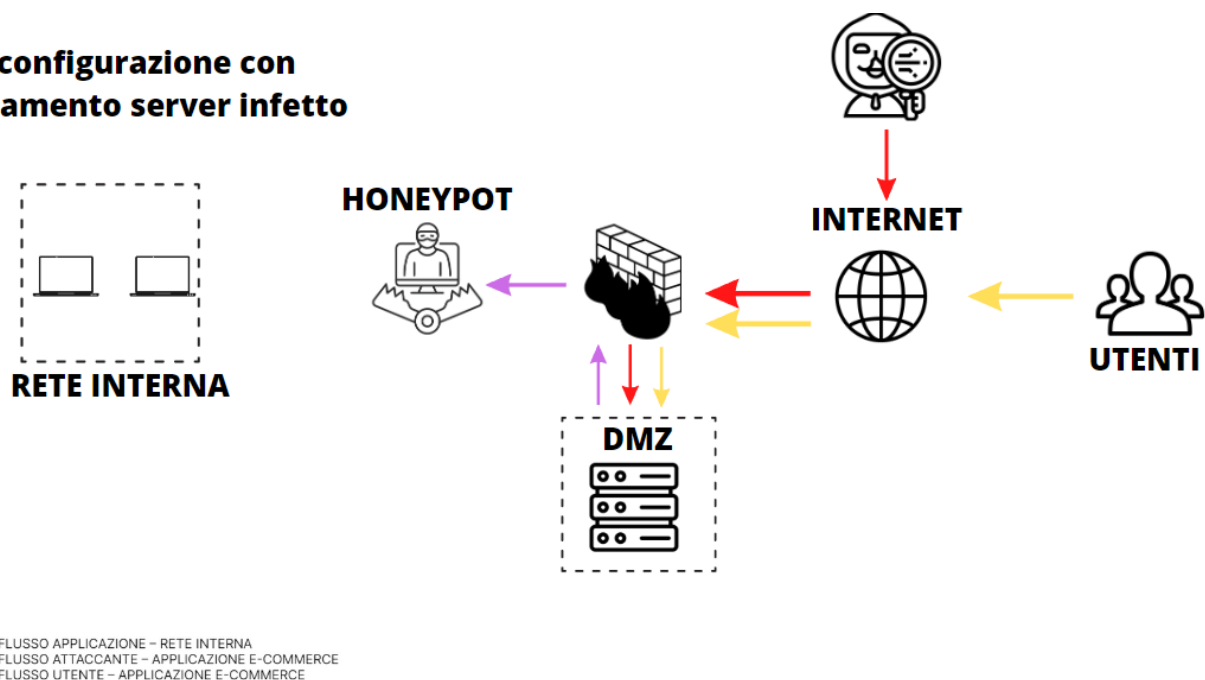 configurazione con
amento server infetto
HONEYPOT
INTERNET
UTENTI
RETE INTERNA
DMZ
FLUSSO APPLICAZIONE – RETE INTERNA
FLUSSO ATTACCANTE – APPLICAZIONE E-COMMERCE
FLUSSO UTENTE – APPLICAZIONE E-COMMERCE